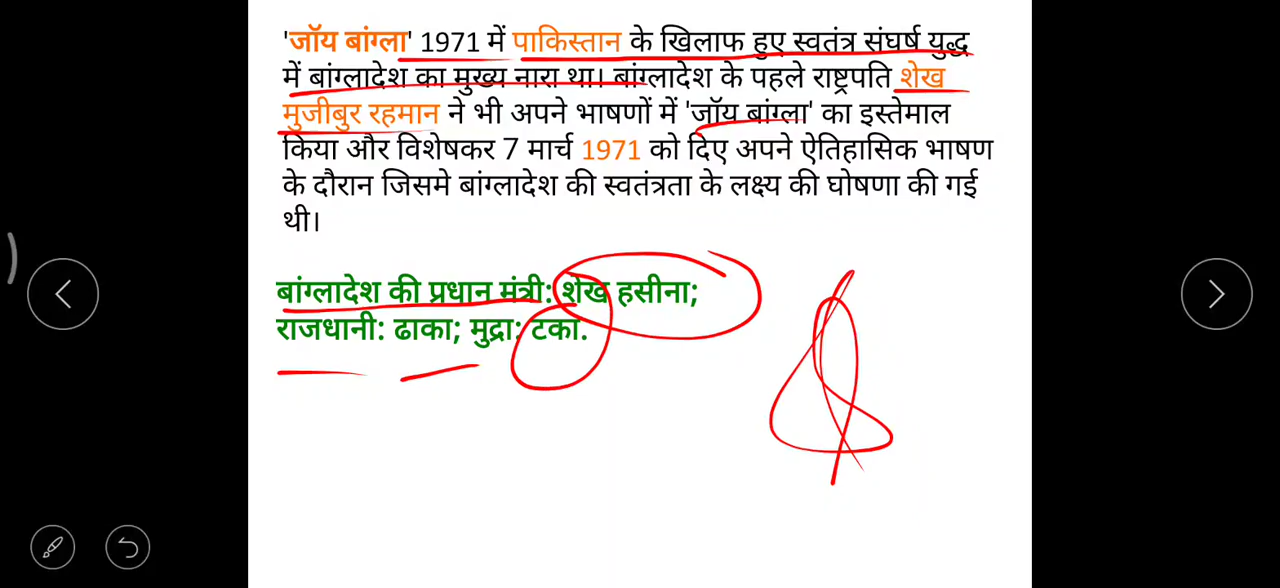 'जॉय बांग्ला' 1971 में पाकिस्तान के खिलाफ हुए स्वतंत्र संघर्ष युद्ध
में बांग्लादेश का मुख्य नारा था। बांग्लादेश के पहले राष्ट्रपति शेख
मुजीबुर रहमान ने भी अपने भाषणों में 'जॉय बांग्ला' का इस्तेमाल
किया और विशेषकर 7 मार्च 1971 को दिए अपने ऐतिहासिक भाषण
के दौरान जिसमे बांग्लादेश की स्वतंत्रता के लक्ष्य की घोषणा की गई
थी।
बांग्लादेश की प्रधान मंत्री: शेख हसीना;
राजधानी: ढाका; मुद्रा: टका.